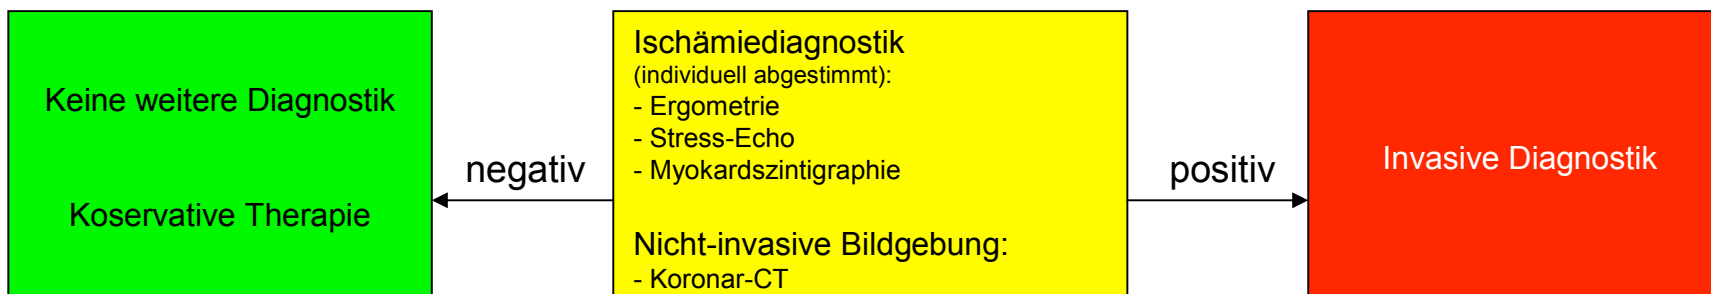 Keine weitere Diagnostik
Koservative Therapie
negativ
Ischämiediagnostik
(individuell abgestimmt):
- Ergometrie
- Stress-Echo
- Myokardszintigraphie
Nicht-invasive Bildgebung:
- Koronar-CT
positiv
Invasive Diagnostik